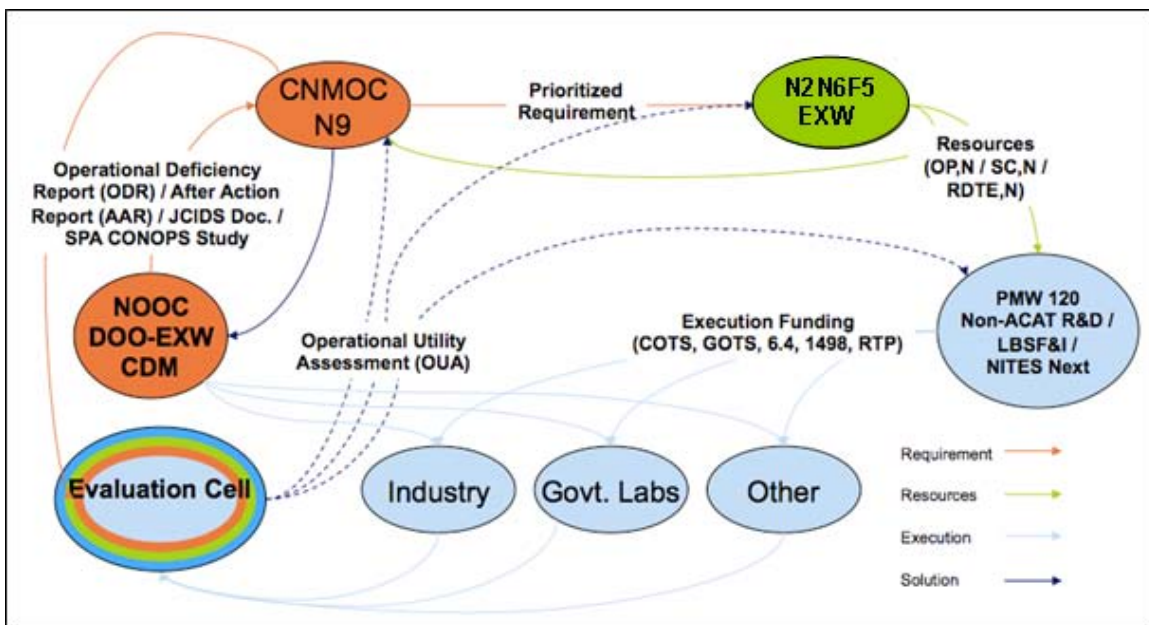 CNMOC
N9
Prioritized
Requirement
N2N6F5
EXW
Resources
(OP,N / SC,N /
RDTE,N)
Operational Deficiency
Report (ODR) / After Action
Report (AAR) / JCIDS Doc. /
SPA CONOPS Study
NOOC
DOO-EXW
CDM
Operational Utility
Assessment (OUA)
Execution Funding
(COTS, GOTS, 6.4, 1498, RTP)
PMW 120
Non-ACAT R&D /
LBSF&I /
NITES Next
Evaluation Cell
Industry
Govt. Labs
Other
Requirement
Resources
Execution
Solution